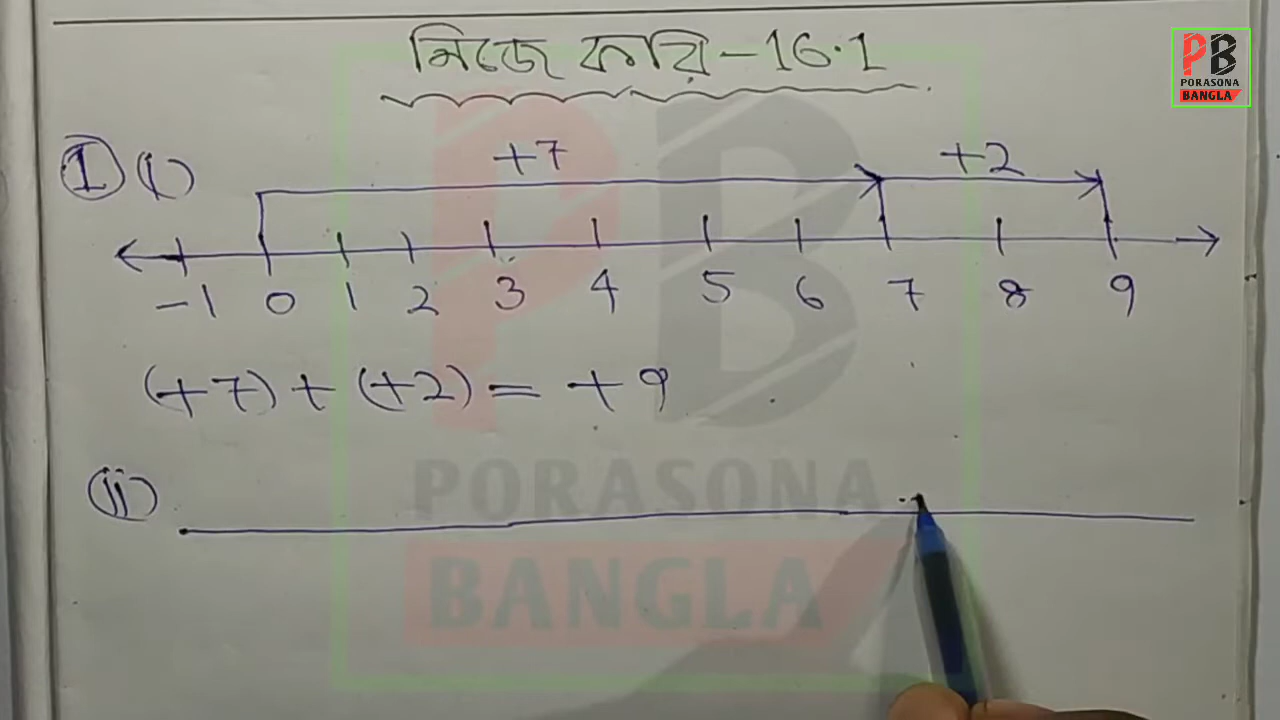 নিজে করি - 16.1
PB
PORASONA
BANGLA
1 (i)
+7 +2
-1 0 1 2 3 4 5 6 7 8 9
(+7) + (+2) = +9
(ii)
PB
PORASONA
BANGLA